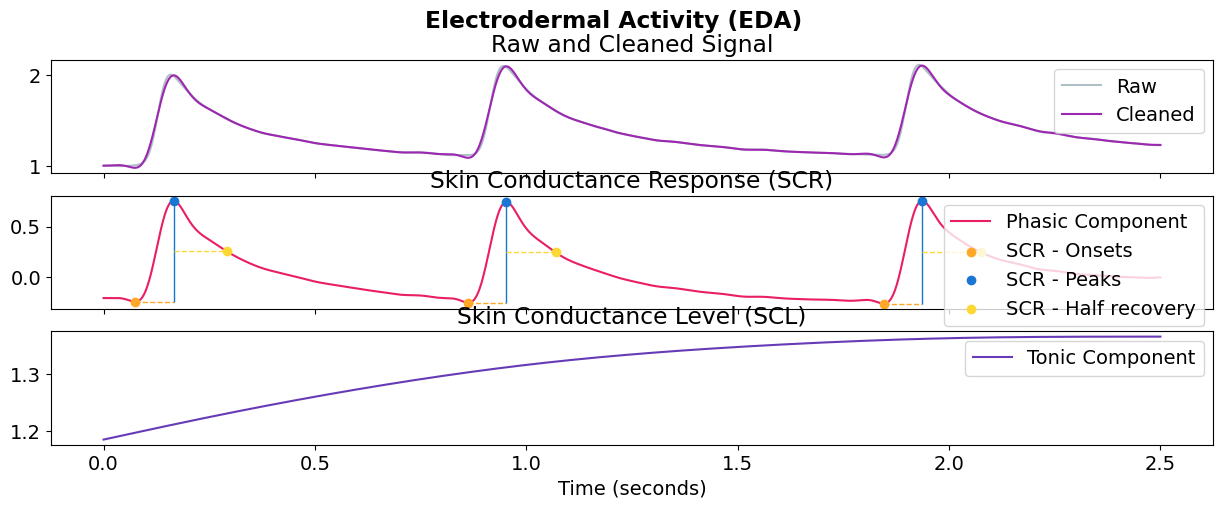 Electrodermal Activity (EDA)
Raw and Cleaned Signal
2
1
Raw
Cleaned
Skin Conductance Response (SCR)
0.5
0.0
Phasic Component
SCR - Onsets
SCR - Peaks
SCR - Half recovery
Skin Conductance Level (SCL)
1.3
1.2
Tonic Component
0.0 0.5 1.0 1.5 2.0 2.5
Time (seconds)